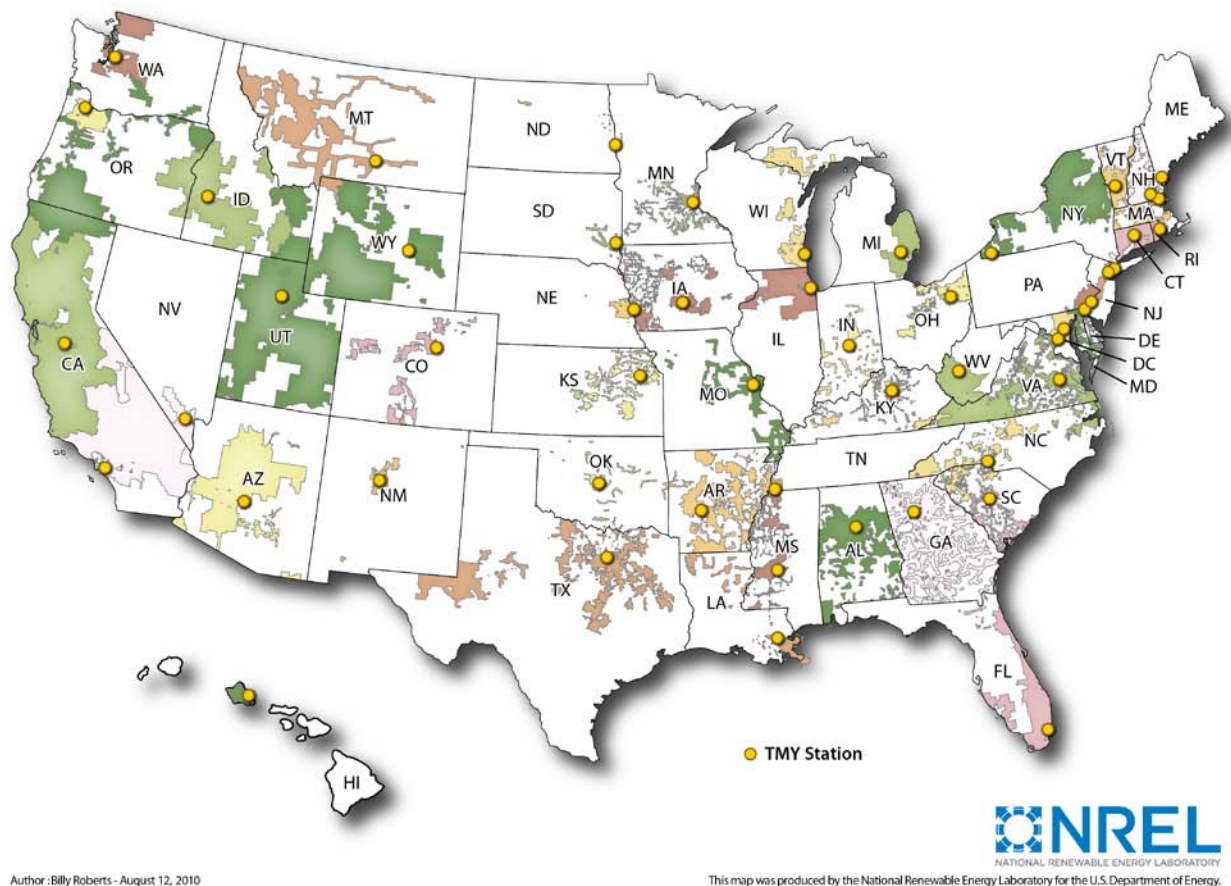 WA
MT
ND
ME
OR
MN
VT
NH
ID
SD
WI
NY
MA
WY
MI
RI
CT
NE
IA
PA
NV
NJ
UT
IL
IN
OH
DE
CA
CO
WV
DC
KS
MO
VA
MD
KY
NC
TN
OK
AZ
NM
AR
SC
MS
AL
GA
TX
LA
FL
TMY Station
HI
NREL
NATIONAL RENEWABLE ENERGY LABORATORY
Author : Billy Roberts - August 12, 2010
This map was produced by the National Renewable Energy Laboratory for the U.S. Department of Energy.